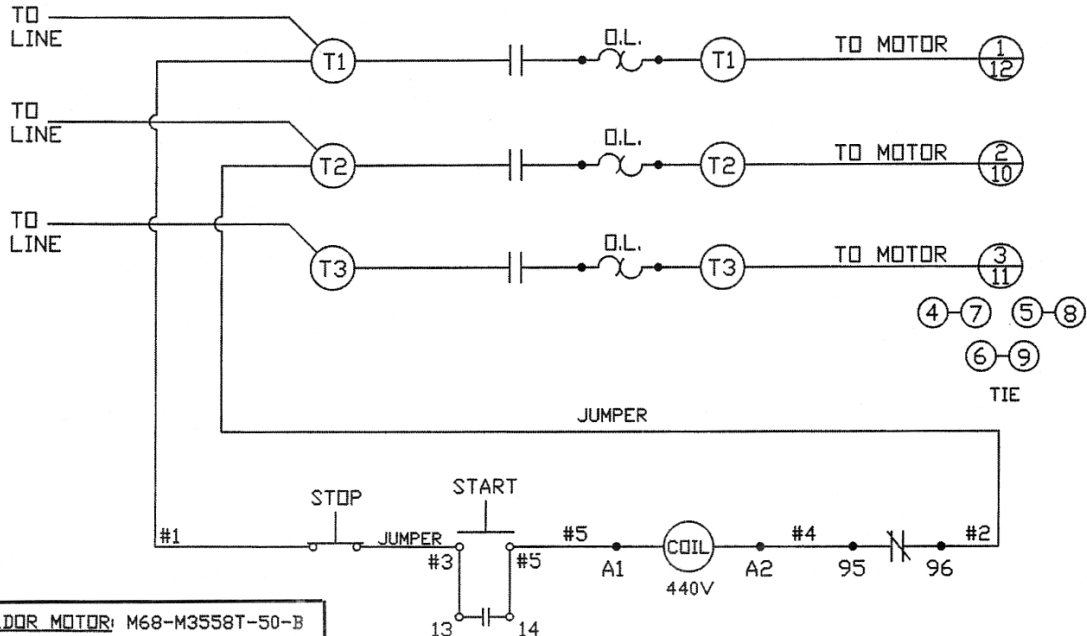 TO
LINE
T1
O.L.
T1
TO MOTOR
1
12
TO
LINE
T2
O.L.
T2
TO MOTOR
2
10
TO
LINE
T3
O.L.
T3
TO MOTOR
3
11
4 7 5 8
6 9
TIE
JUMPER
STOP
START
#1
JUMPER
#3
#5
#5
A1
COIL
440V
A2
#4
95
96
#2
13
14
DOR MOTOR: M68-M3558T-50-B